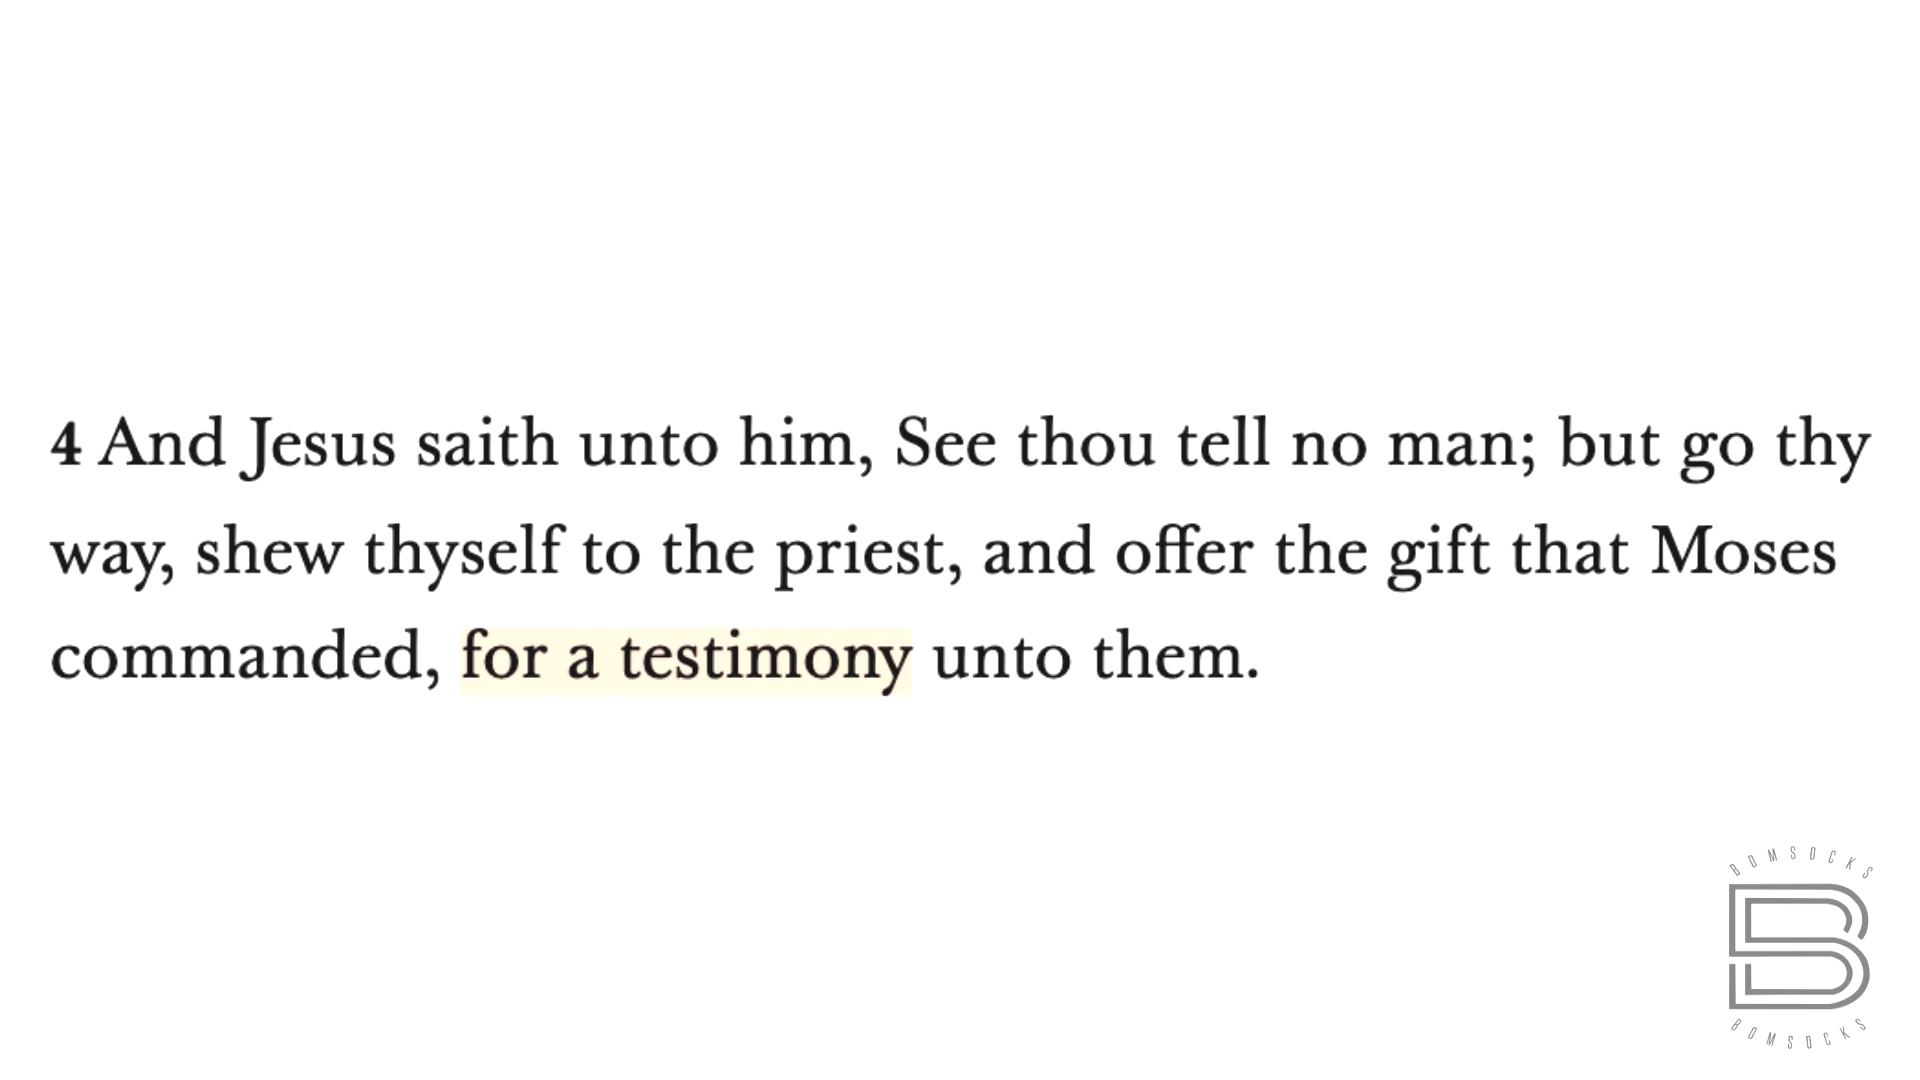 4 And Jesus saith unto him, See thou tell no man; but go thy
way, shew thyself to the priest, and offer the gift that Moses
commanded, for a testimony unto them.
BOMSOCKS
B
BOMSOCKS